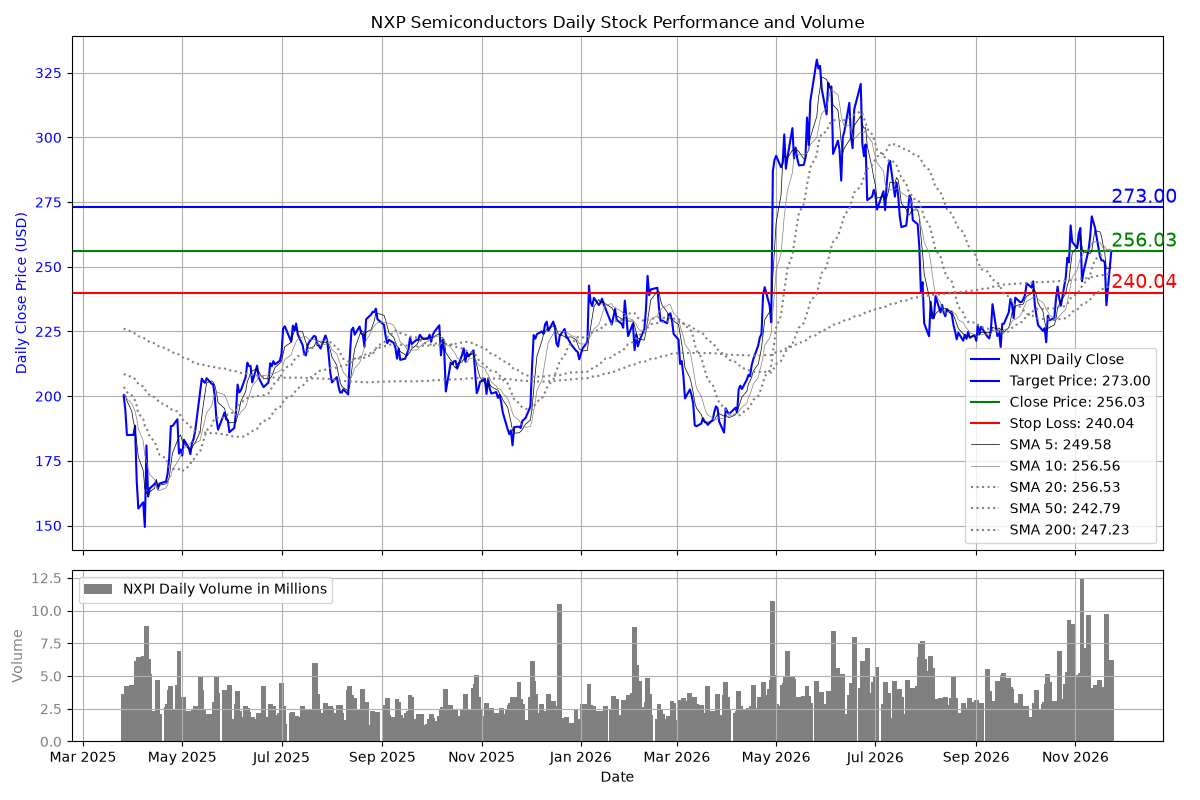 NXP Semiconductors Daily Stock Performance and Volume
Daily Close Price (USD)
325
300
275
250
225
200
175
150
273.00
256.03
240.04
NXPI Daily Close
Target Price: 273.00
Close Price: 256.03
Stop Loss: 240.04
SMA 5: 249.58
SMA 10: 256.56
SMA 20: 256.53
SMA 50: 242.79
SMA 200: 247.23
Volume
12.5
10.0
7.5
5.0
2.5
0.0
NXPI Daily Volume in Millions
Mar 2025 May 2025 Jul 2025 Sep 2025 Nov 2025 Jan 2026 Mar 2026 May 2026 Jul 2026 Sep 2026 Nov 2026
Date